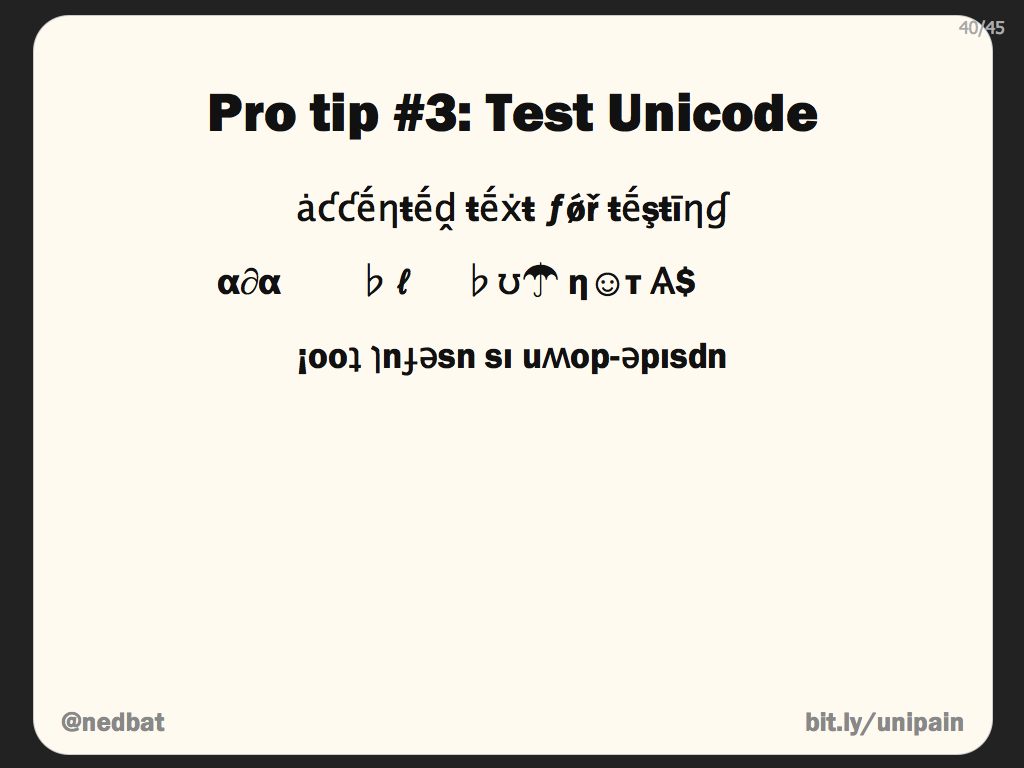 40/45
Pro tip #3: Test Unicode
ȧƈƈḗƞŧḗḓ ŧḗẋŧ ƒǿř ŧḗşŧīƞɠ
α∂α ♭ ℓ ♭ ʊ☂ η☺т Ѧ$
¡ooʇ ןnɟǝsn sı uʍop-ǝpısdn
@nedbat
bit.ly/unipain